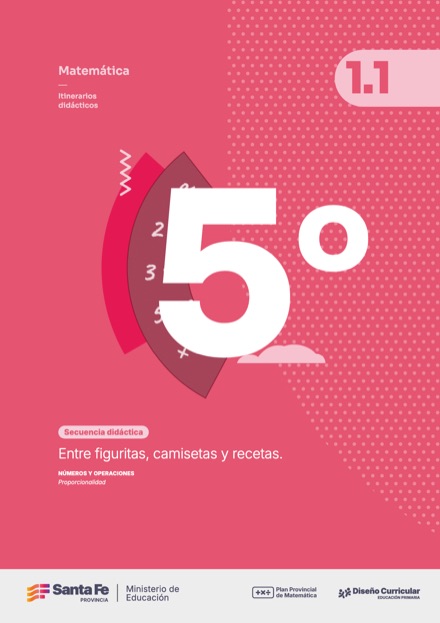 Matemática
Itinerarios
didácticos
1.1
2
3
5
+
5º
Secuencia didáctica
Entre figuritas, camisetas y recetas.
NÚMEROS Y OPERACIONES
Proporcionalidad
Santa Fe
PROVINCIA
Ministerio de
Educación
Plan Provincial
de Matemática
Diseño Curricular
EDUCACIÓN PRIMARIA